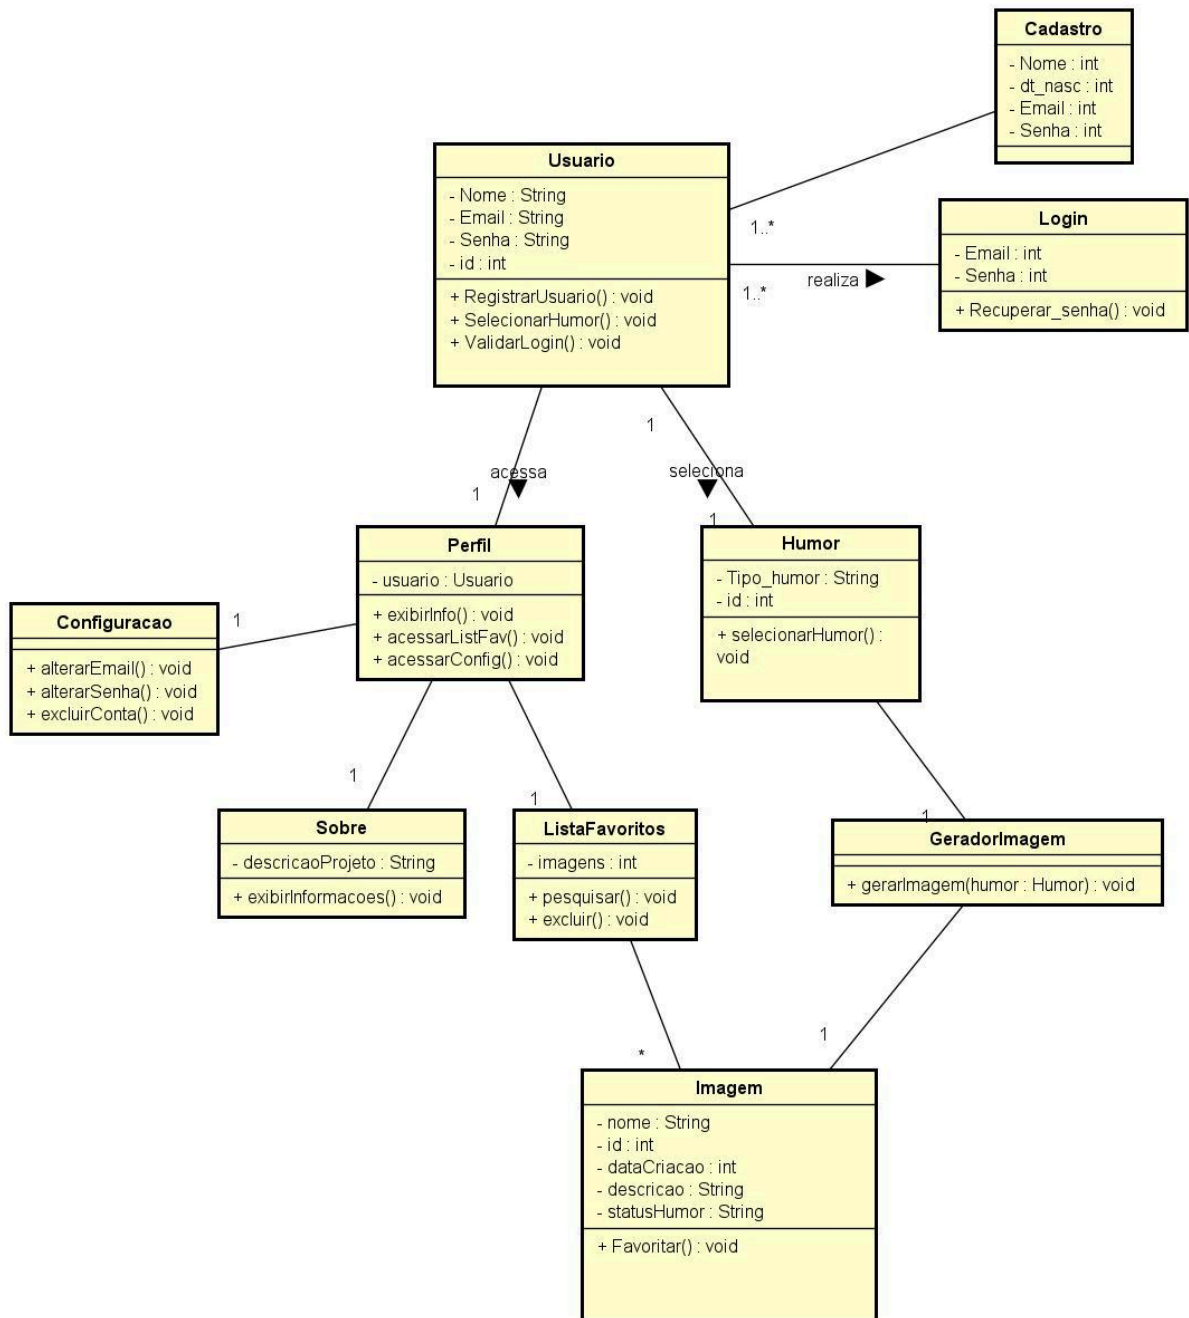 Cadastro
- Nome : int
- dt_nasc : int
- Email : int
- Senha : int
Usuario
- Nome : String
- Email : String
- Senha : String
- id : int
+ RegistrarUsuario() : void
+ SelecionarHumor() : void
+ ValidarLogin() : void
1..*
Login
- Email : int
- Senha : int
+ Recuperar_senha() : void
realiza
1..*
1
acessa
seleciona
1
1
Perfil
- usuario : Usuario
+ exibirInfo() : void
+ acessarListFav() : void
+ acessarConfig() : void
Humor
- Tipo_humor : String
- id : int
+ selecionarHumor() :
void
Configuracao
+ alterarEmail() : void
+ alterarSenha() : void
+ excluirConta() : void
1
1
1
1
Sobre
- descricaoProjeto : String
+ exibirInformacoes() : void
ListaFavoritos
- imagens : int
+ pesquisar() : void
+ excluir() : void
GeradorImagem
+ gerarImagem(humor : Humor) : void
*
1
Imagem
- nome : String
- id : int
- dataCriacao : int
- descricao : String
- statusHumor : String
+ Favoritar() : void